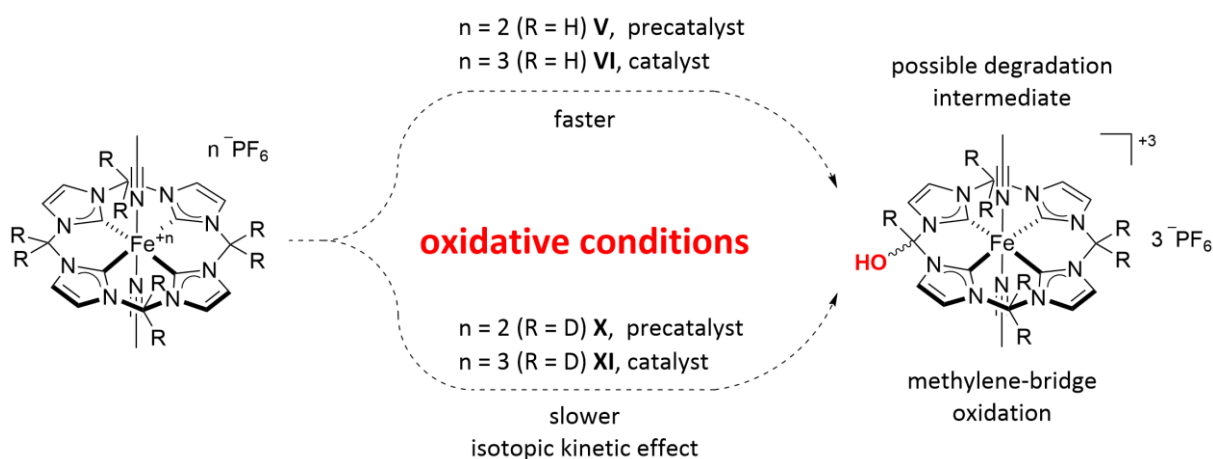 n = 2 (R = H) V, precatalyst
n = 3 (R = H) VI, catalyst
faster
possible degradation
intermediate
n ⁻PF₆
R
R
N
N
N
N
N
R
R
Fe⁺ⁿ
R
R
N
N
N
N
N
R
R
oxidative conditions
+3
R
R
N
N
N
N
N
R
R
HO
Fe
R
R
N
N
N
N
N
3 ⁻PF₆
n = 2 (R = D) X, precatalyst
n = 3 (R = D) XI, catalyst
slower
isotopic kinetic effect
methylene-bridge
oxidation